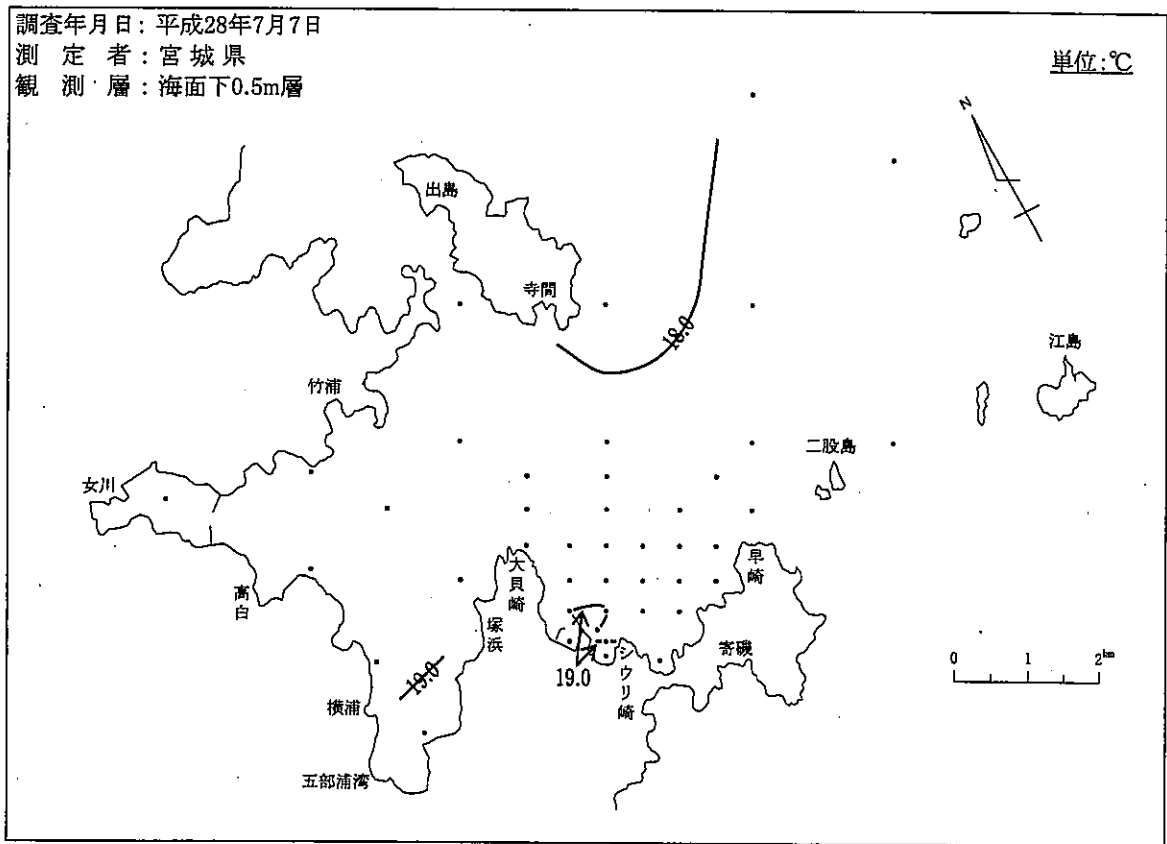 調査年月日：平成28年7月7日
測定者：宮城県
観測層：海面下0.5m層
単位:℃
N
出島
寺間
18.0
江島
竹浦
二股島
女川
高白
大貝崎
早崎
塚浜
寄磯
シウリ崎
19.0
19.0
横浦
五部浦湾
0 1 2km